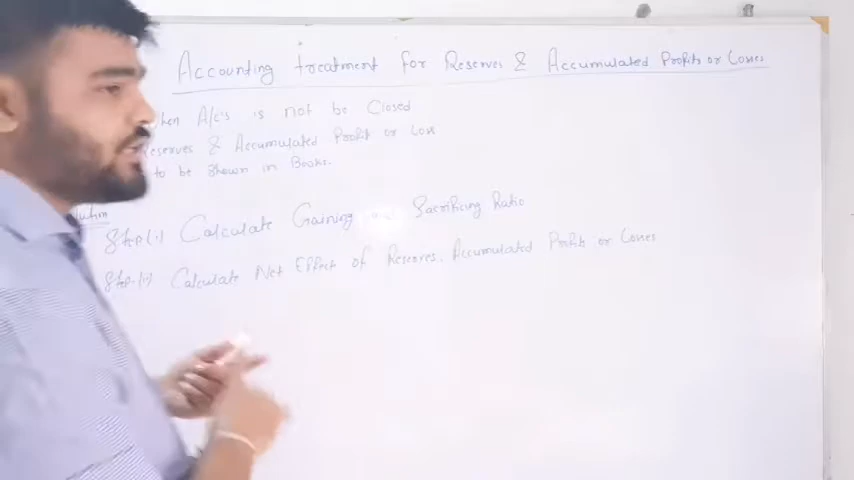 Accounting treatment for Reserves & Accumulated Profits or Losses
hen A/c's is not be Closed
Reserves & Accumulated Profit or Loss
to be Shown in Books.
Step (i) Calculate Gaining Sacrificing Ratio
Step (ii) Calculate Net Effect of Reserves, Accumulated Profits or Losses